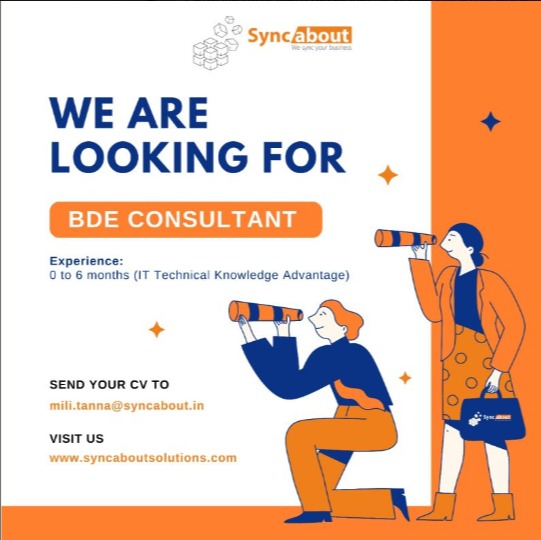 Syncabout
We sync your business
WE ARE
LOOKING FOR
BDE CONSULTANT
Experience:
0 to 6 months (IT Technical Knowledge Advantage)
SEND YOUR CV TO
mili.tanna@syncabout.in
VISIT US
www.syncaboutsolutions.com
Syncabout